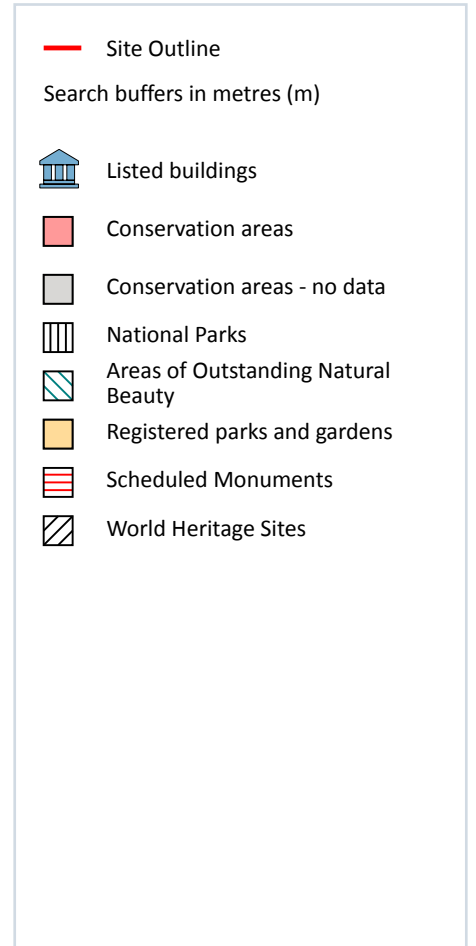 Site Outline
Search buffers in metres (m)
Listed buildings
Conservation areas
Conservation areas - no data
National Parks
Areas of Outstanding Natural
Beauty
Registered parks and gardens
Scheduled Monuments
World Heritage Sites